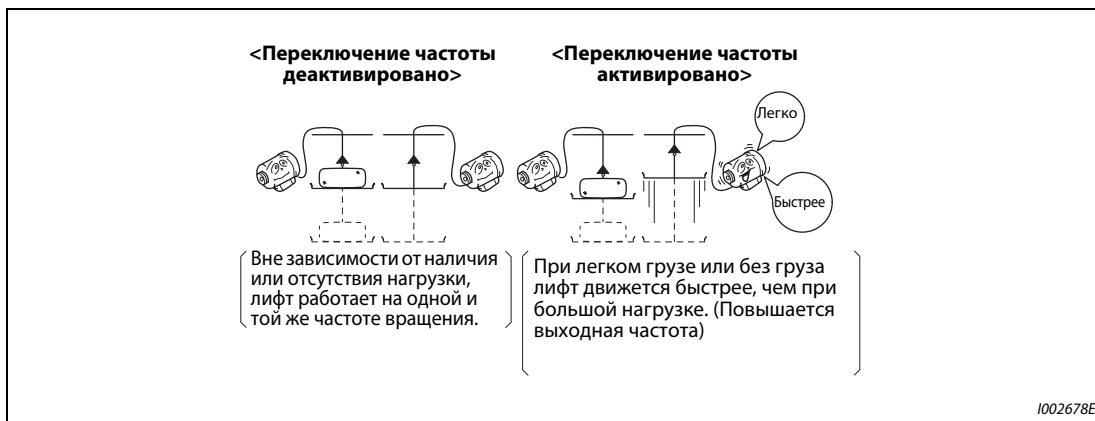 <Переключение частоты
деактивировано>
<Переключение частоты
активировано>
Легко
Быстрее
Вне зависимости от наличия
или отсутствия нагрузки,
лифт работает на одной и
той же частоте вращения.
При легком грузе или без груза
лифт движется быстрее, чем при
большой нагрузке. (Повышается
выходная частота)
I002678E